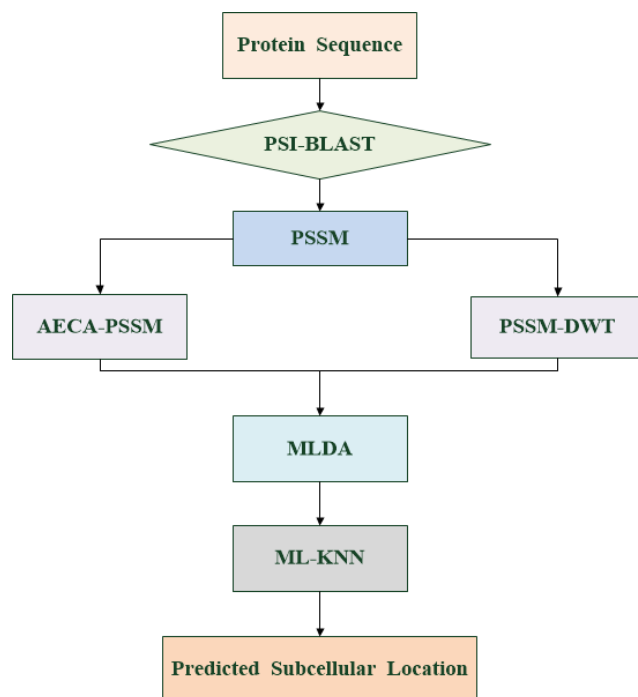 Protein Sequence
PSI-BLAST
PSSM
AECA-PSSM
PSSM-DWT
MLDA
ML-KNN
Predicted Subcellular Location